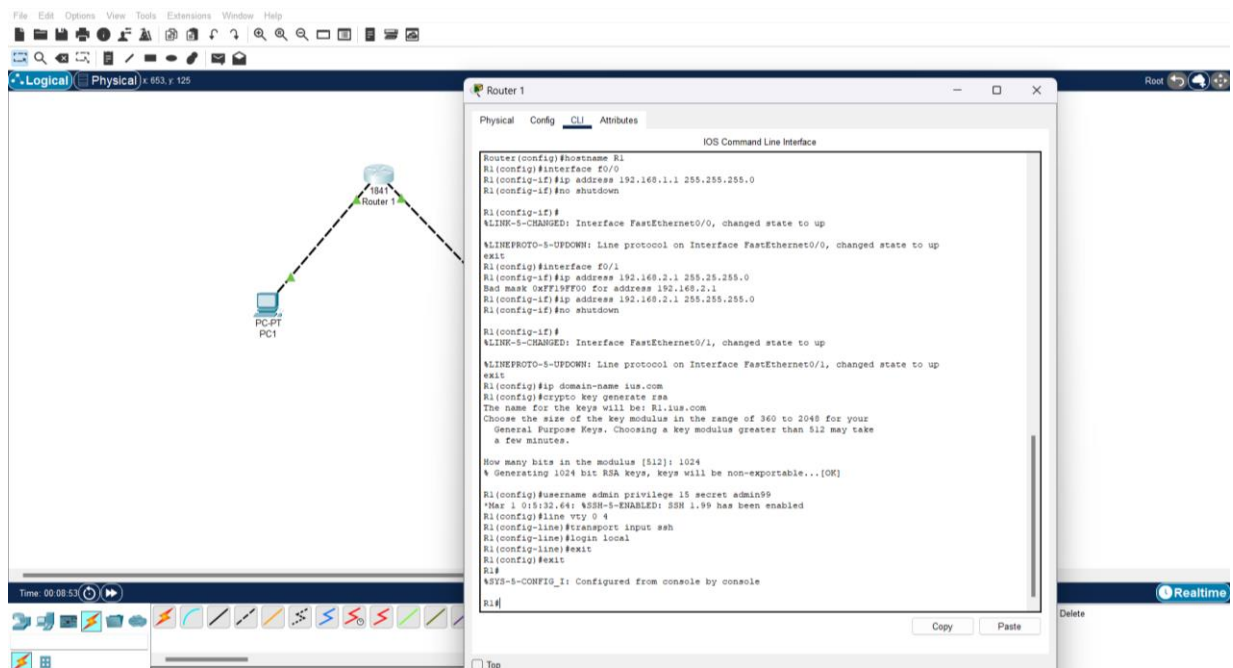 File Edit Options View Tools Extensions Window Help
Logical Physical x: 653, y: 125
Root
Router 1
Physical Config CLI Attributes
IOS Command Line Interface
Router(config)#hostname R1
R1(config)#interface f0/0
R1(config-if)#ip address 192.168.1.1 255.255.255.0
R1(config-if)#no shutdown
R1(config-if)#
%LINK-5-CHANGED: Interface FastEthernet0/0, changed state to up
%LINEPROTO-5-UPDOWN: Line protocol on Interface FastEthernet0/0, changed state to up
exit
R1(config)#interface f0/1
R1(config-if)#ip address 192.168.2.1 255.25.255.0
Bad mask 0xFF19FF00 for address 192.168.2.1
R1(config-if)#ip address 192.168.2.1 255.255.255.0
R1(config-if)#no shutdown
R1(config-if)#
%LINK-5-CHANGED: Interface FastEthernet0/1, changed state to up
%LINEPROTO-5-UPDOWN: Line protocol on Interface FastEthernet0/1, changed state to up
exit
R1(config)#ip domain-name ius.com
R1(config)#crypto key generate rsa
The name for the keys will be: R1.ius.com
Choose the size of the key modulus in the range of 360 to 2048 for your
General Purpose Keys. Choosing a key modulus greater than 512 may take
a few minutes.
How many bits in the modulus [512]: 1024
% Generating 1024 bit RSA keys, keys will be non-exportable...[OK]
R1(config)#username admin privilege 15 secret admin99
*Mar 1 0:5:32.64: %SSH-5-ENABLED: SSH 1.99 has been enabled
R1(config)#line vty 0 4
R1(config-line)#transport input ssh
R1(config-line)#login local
R1(config-line)#exit
R1(config)#exit
R1#
%SYS-5-CONFIG_I: Configured from console by console
R1#
Copy Paste
Top
1841
Router 1
PC-PT
PC1
Time: 00:08:53
Realtime
Delete